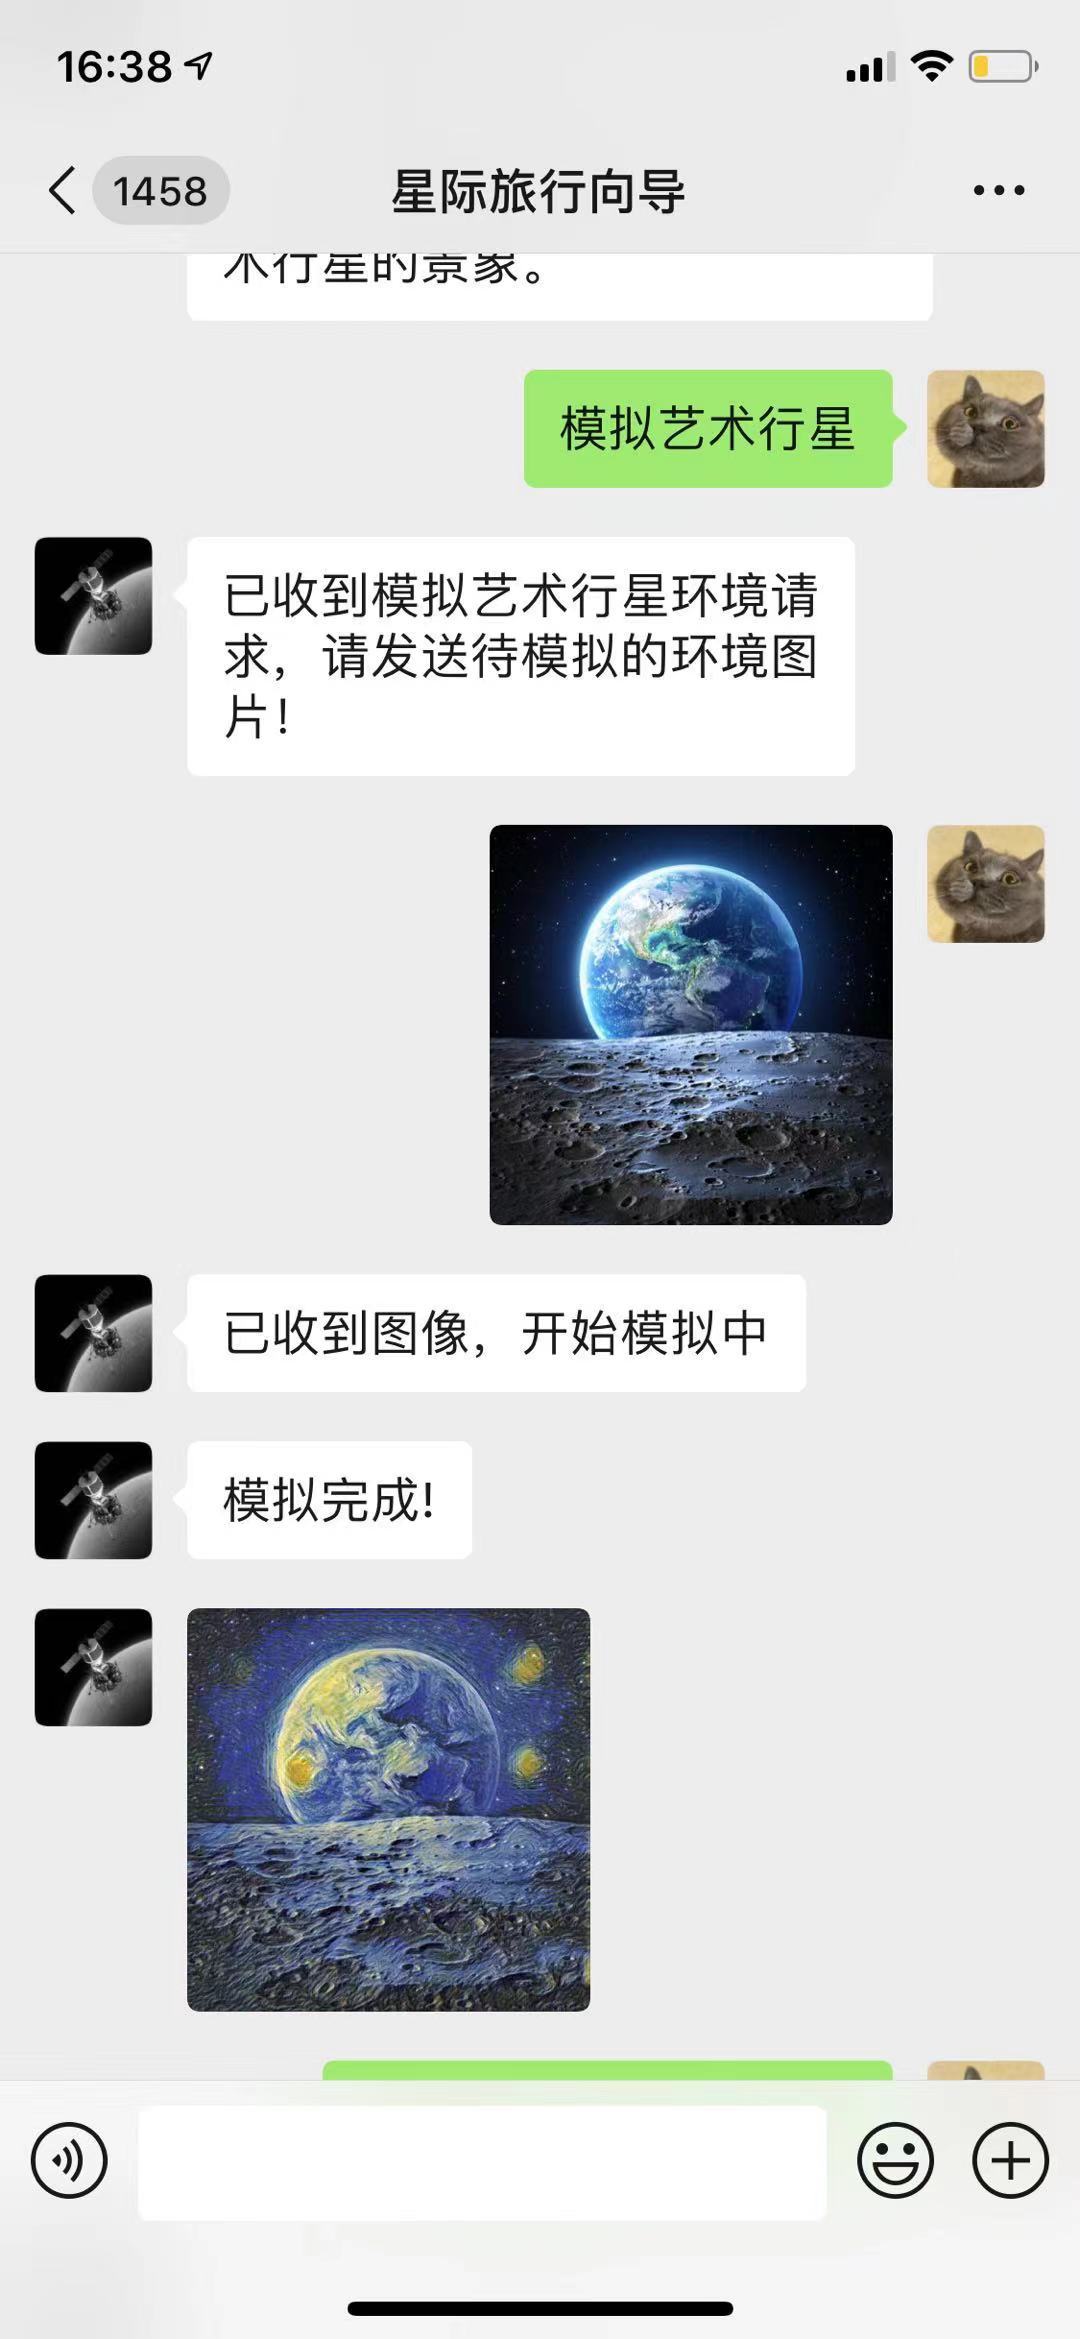 16:38
1458
星际旅行向导
术行星的景象。
模拟艺术行星
已收到模拟艺术行星环境请
求，请发送待模拟的环境图
片！
已收到图像，开始模拟中
模拟完成!